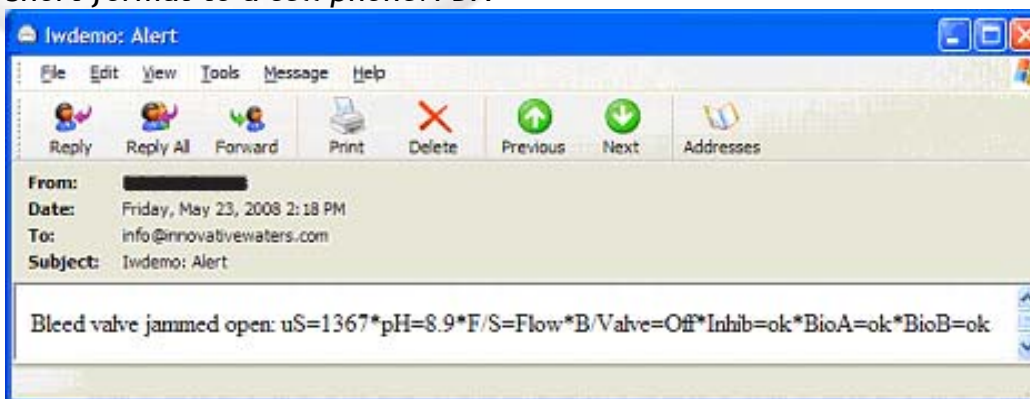 Iwdemo: Alert
File Edit View Tools Message Help
Reply Reply All Forward Print Delete Previous Next Addresses
From:
Date: Friday, May 23, 2008 2:18 PM
To: info@innovativewaters.com
Subject: Iwdemo: Alert
Bleed valve jammed open: uS=1367*pH=8.9*F/S=Flow*B/Valve=Off*Inhib=ok*BioA=ok*BioB=ok